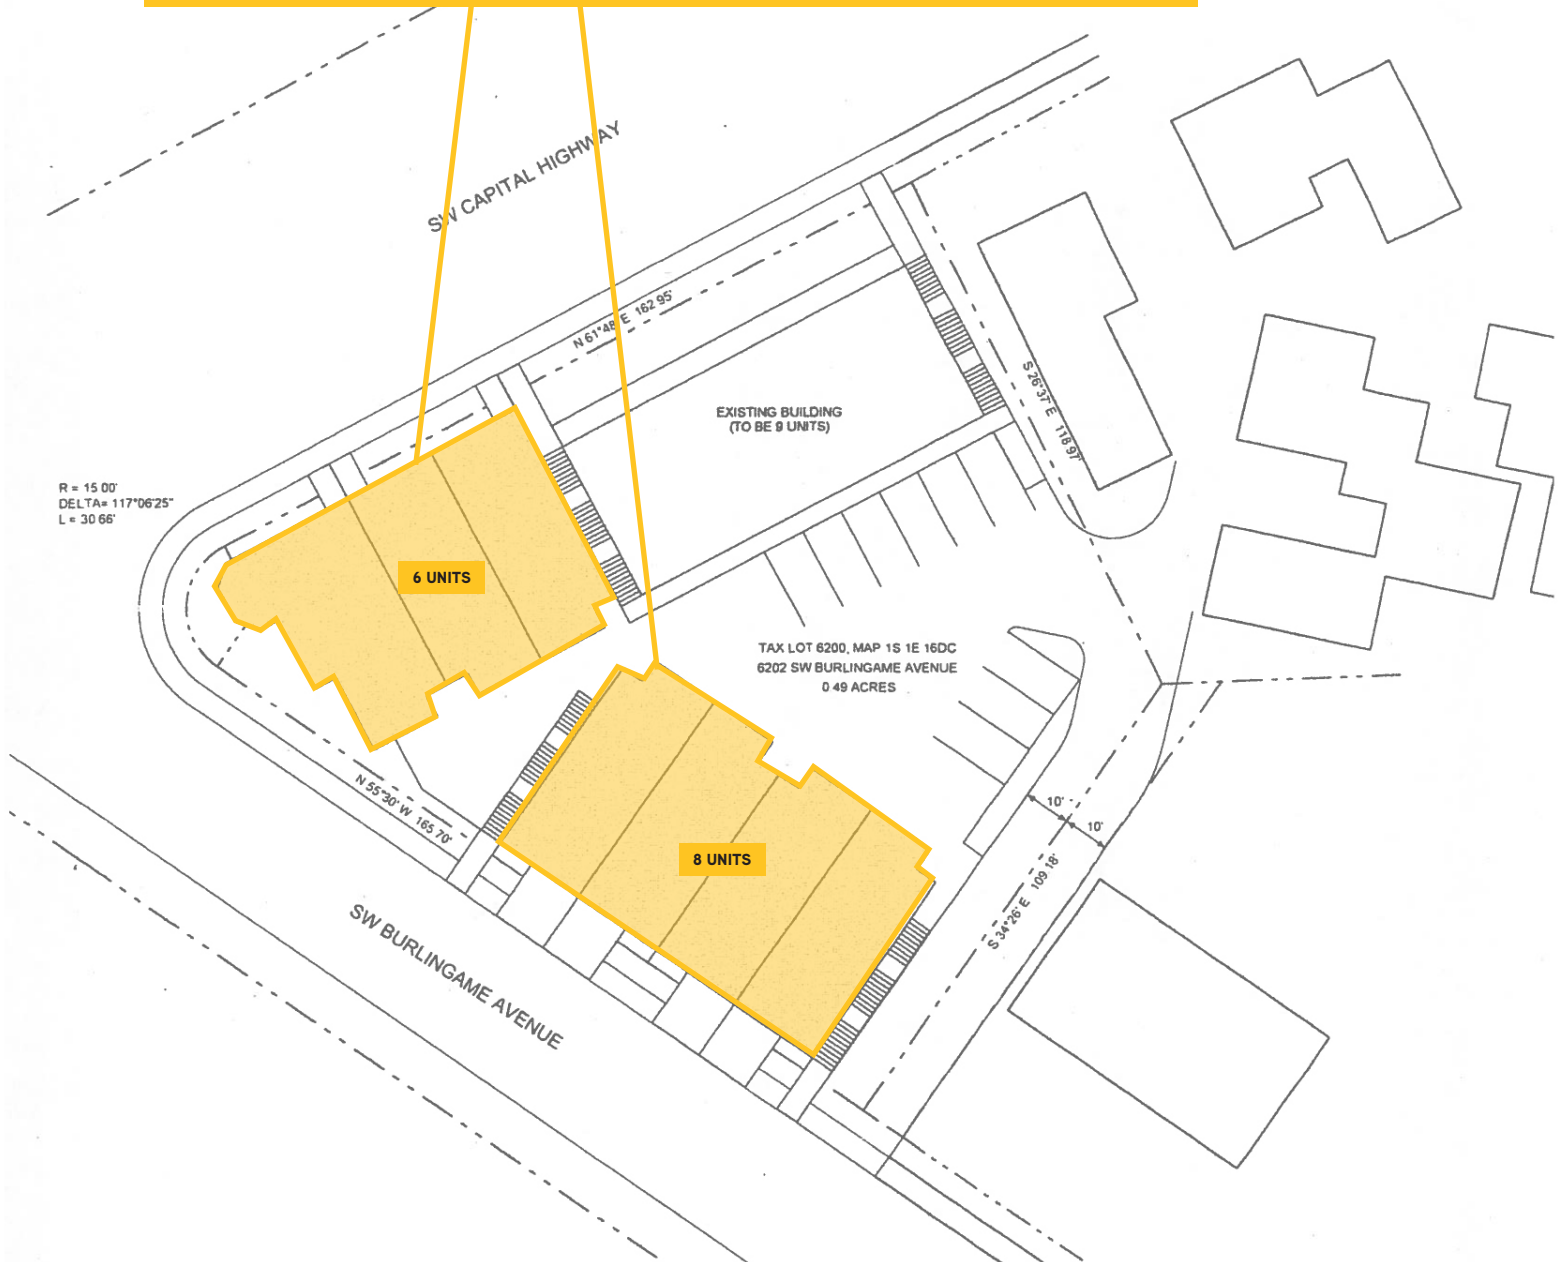 SW CAPITAL HIGHWAY
N 61°48' E 162 95'
S 26°37' E 118 97'
EXISTING BUILDING
(TO BE 9 UNITS)
R = 15 00'
DELTA= 117°06'25"
L = 30 66'
6 UNITS
TAX LOT 6200, MAP 1S 1E 16DC
6202 SW BURLINGAME AVENUE
0 49 ACRES
N 55°30' W 165 70'
10'
10'
8 UNITS
S 34°26' E 109 18'
SW BURLINGAME AVENUE